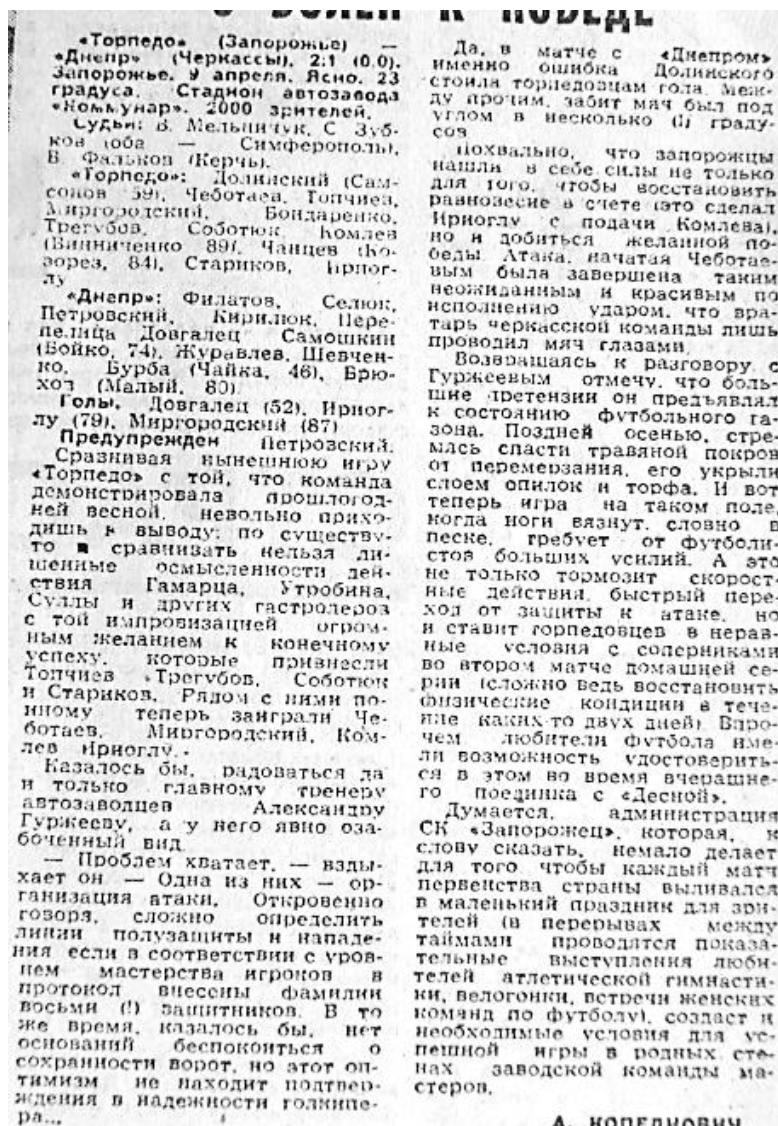 С ВОЛЕЙ К ПОБЕДЕ
«Торпедо» (Запорожье) —
«Днепр» (Черкассы). 2:1 (0:0).
Запорожье. 9 апреля. Ясно. 23
градуса. Стадион автозавода
«Коммунар». 2000 зрителей.
Судьи: В. Мельничук, С. Зуб-
ков (оба — Симферополь),
В. Фальков (Керчь).
«Торпедо»: Долинский (Сам-
сонов 59), Чеботаев, Топчиев,
Миргородский, Бондаренко,
Трегубов, Соботюк, Комлев
(Винниченко 89), Чанцев (Ко-
зорез, 84), Стариков, Ириог-
лу
«Днепр»: Филатов, Селюк,
Петровский, Кирилюк, Пере-
пелица Довгалец Самошкин
(Бойко, 74), Журавлев, Шевчен-
ко, Бурба (Чайка, 46), Брю-
хов (Малый, 80)
Голы. Довгалец (52), Ириог-
лу (79), Миргородский (87)
Предупрежден Петровский.
Сравнивая нынешнюю игру
«Торпедо» с той, что команда
демонстрировала прошлогод-
ней весной, невольно прихо-
дишь к выводу: по существу-
то и сравнивать нельзя ли-
шенные осмысленности дей-
ствия Гамарца, Утробина,
Суллы и других гастролеров
с той импровизацией, огром-
ным желанием к конечному
успеху, которые привнесли
Топчиев, Трегубов, Соботюк
и Стариков. Рядом с ними по-
иному теперь заиграли Че-
ботаев, Миргородский, Ком-
лев Ириоглу..
Казалось бы, радоваться да
и только главному тренеру
автозаводцев Александру
Гуржееву, а у него явно оза-
боченный вид
— Проблем хватает, — взды-
хает он — Одна из них — ор-
ганизация атаки. Откровенно
говоря, сложно определить
линии полузащиты и нападе-
ния если в соответствии с уров-
нем мастерства игроков в
протокол внесены фамилии
восьми (!) защитников. В то
же время, казалось бы, нет
оснований беспокоиться о
сохранности ворот, но этот оп-
тимизм не находит подтвер-
ждения в надежности голкипе-
ра...
Да, в матче с «Днепром»
именно ошибка Долинского
стоила торпедовцам гола. Меж-
ду прочим, забит мяч был под
углом в несколько (!) граду-
сов
Похвально, что запорожцы
нашли в себе силы не только
для того, чтобы восстановить
равновесие в счете (это сделал
Ириоглу с подачи Комлева),
но и добиться желанной по-
беды Атака, начатая Чеботае-
вым была завершена таким
неожиданным и красивым по
исполнению ударом, что вра-
тарь черкасской команды лишь
проводил мяч глазами.
Возвращаясь к разговору с
Гуржеевым отмечу, что боль-
шие претензии он предъявлял
к состоянию футбольного га-
зона. Поздней осенью, стре-
мясь спасти травяной покров
от перемерзания, его укрыли
слоем опилок и торфа. И вот
теперь игра на таком поле,
когда ноги вязнут, словно в
песке, требует от футболи-
стов больших усилий. А это
не только тормозит скорост-
ные действия, быстрый пере-
ход от защиты к атаке, но
и ставит торпедовцев в нерав-
ные условия с соперниками
во втором матче домашней се-
рии (сложно ведь восстановить
физические кондиции в тече-
ние каких-то двух дней). Впро-
чем любители футбола име-
ли возможность удостоверить-
ся в этом во время вчерашне-
го поединка с «Десной».
Думается, администрация
СК «Запорожец», которая, к
слову сказать, немало делает
для того чтобы каждый матч
первенства страны выливался
в маленький праздник для зри-
телей (в перерывах между
таймами проводятся показа-
тельные выступления люби-
телей атлетической гимнасти-
ки, велогонки, встречи женских
команд по футболу), создаст и
необходимые условия для ус-
пешной игры в родных сте-
нах заводской команды ма-
стеров.